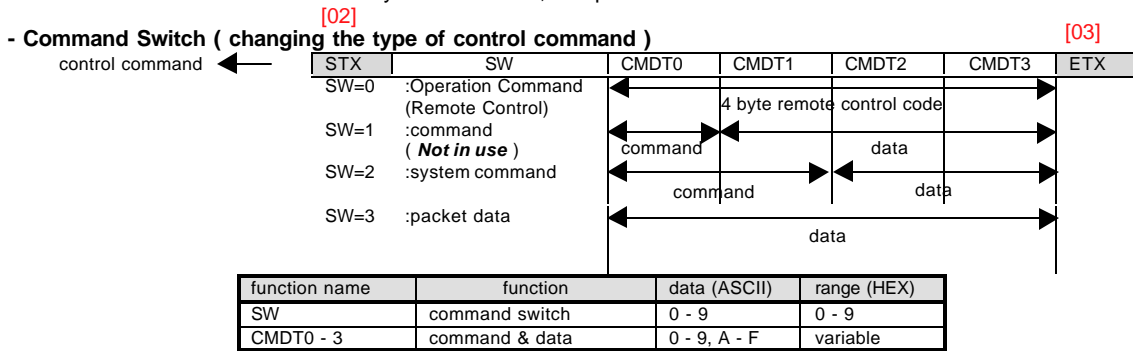 [02]
- Command Switch ( changing the type of control command )
[03]
control command
STX SW CMDT0 CMDT1 CMDT2 CMDT3 ETX
SW=0 :Operation Command
(Remote Control)
4 byte remote control code
SW=1 :command
( Not in use )
command data
SW=2 :system command
command data
SW=3 :packet data
data
function name function data (ASCII) range (HEX)
SW command switch 0 - 9 0 - 9
CMDT0 - 3 command & data 0 - 9, A - F variable